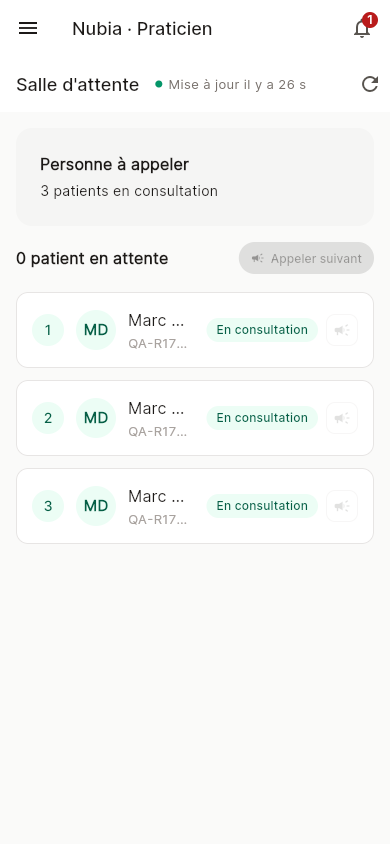 Nubia · Praticien
1
Salle d'attente
Mise à jour il y a 26 s
Personne à appeler
3 patients en consultation
0 patient en attente
Appeler suivant
1
MD
Marc ...
QA-R17...
En consultation
2
MD
Marc ...
QA-R17...
En consultation
3
MD
Marc ...
QA-R17...
En consultation